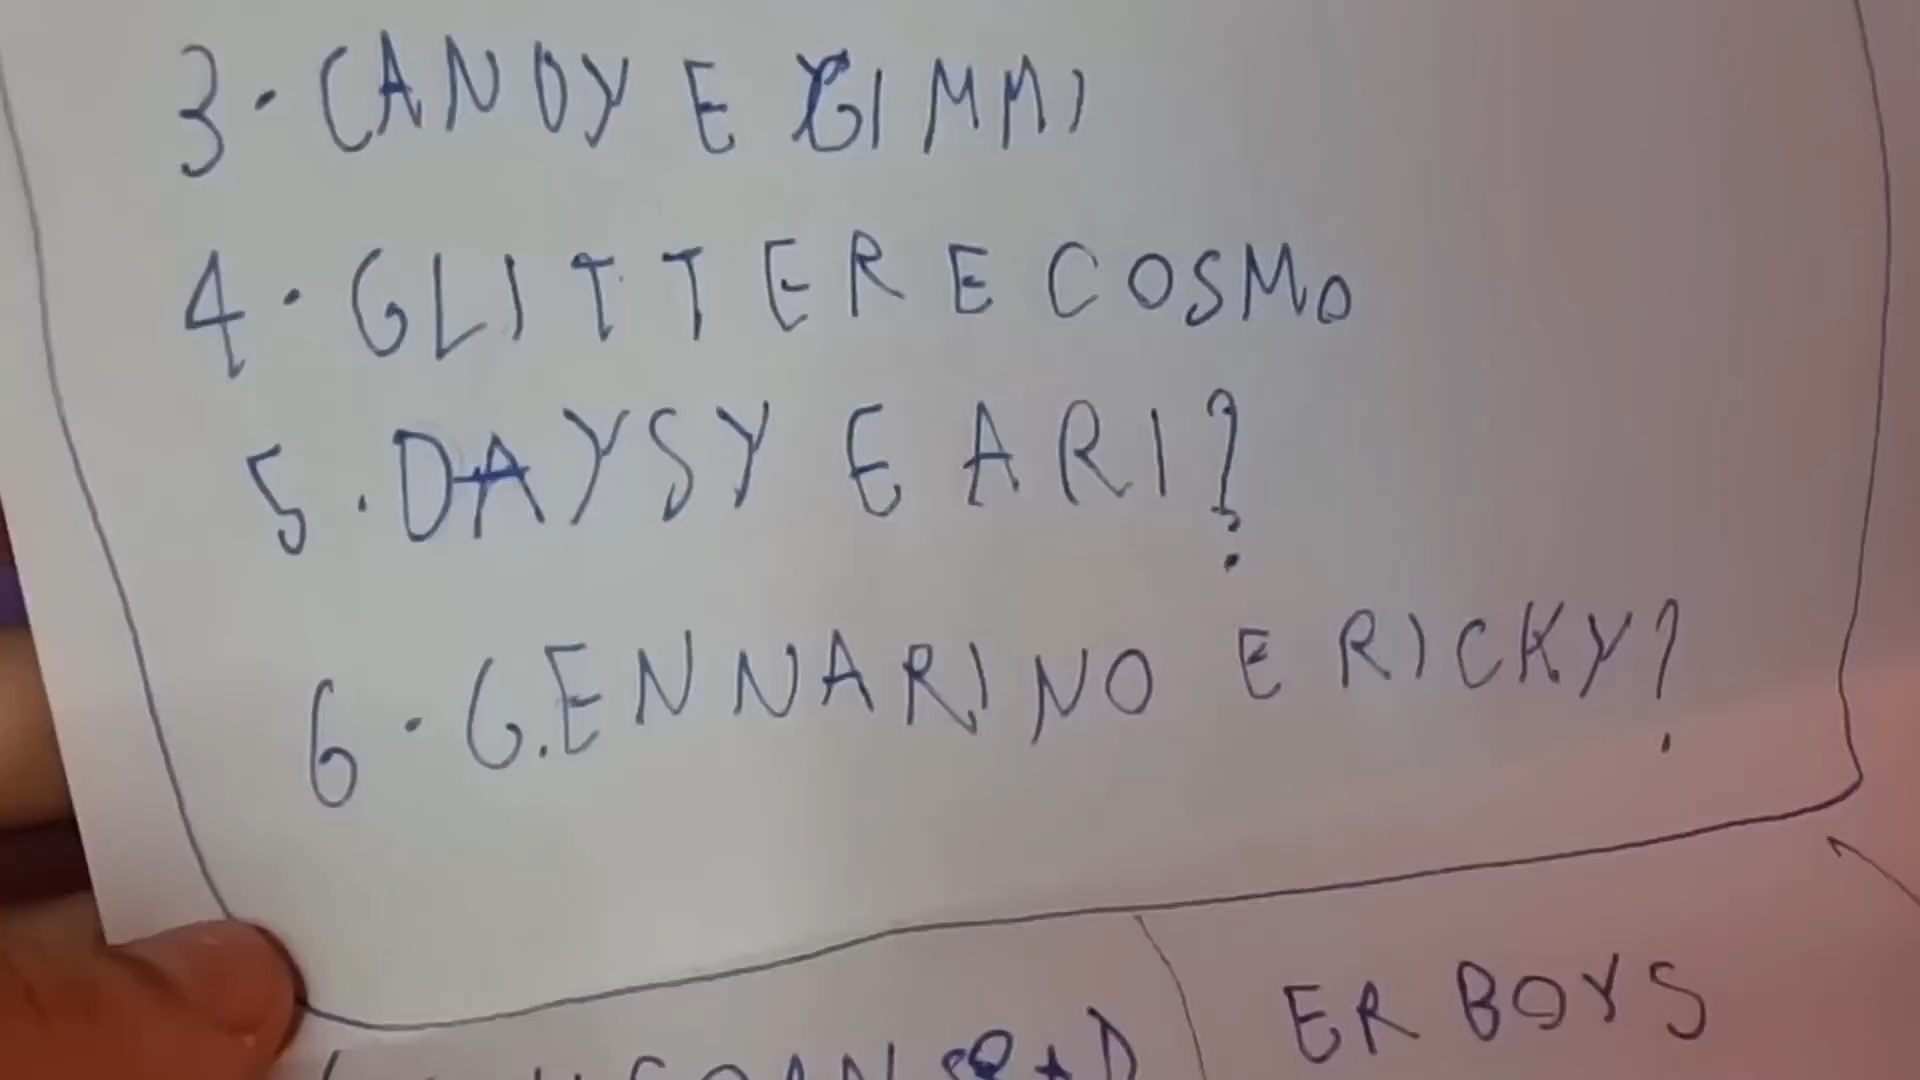 3. CANDY E GIMMI
4. GLITTER E COSMO
5. DAYSY E ARI?
6. GENNARINO E RICKY?
ER BOYS